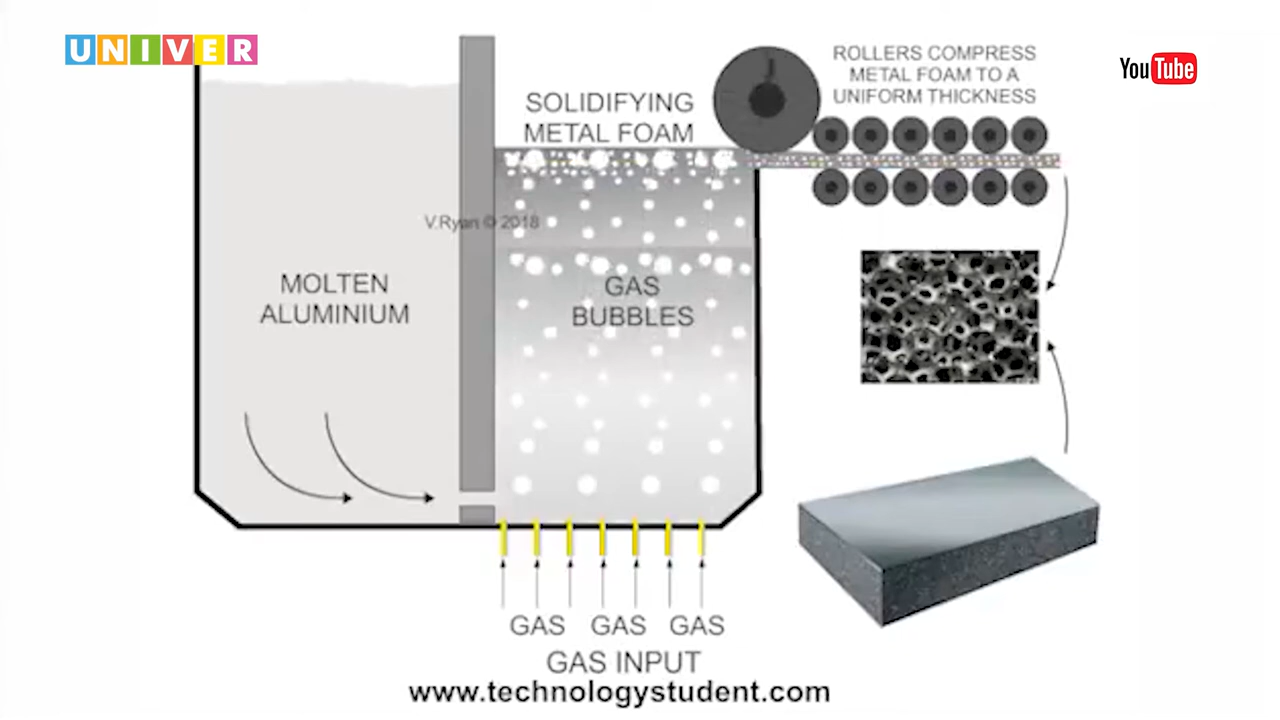 UNIVER
YouTube
ROLLERS COMPRESS
METAL FOAM TO A
UNIFORM THICKNESS
SOLIDIFYING
METAL FOAM
V.Ryan © 2018
MOLTEN
ALUMINIUM
GAS
BUBBLES
GAS GAS GAS
GAS INPUT
www.technologystudent.com